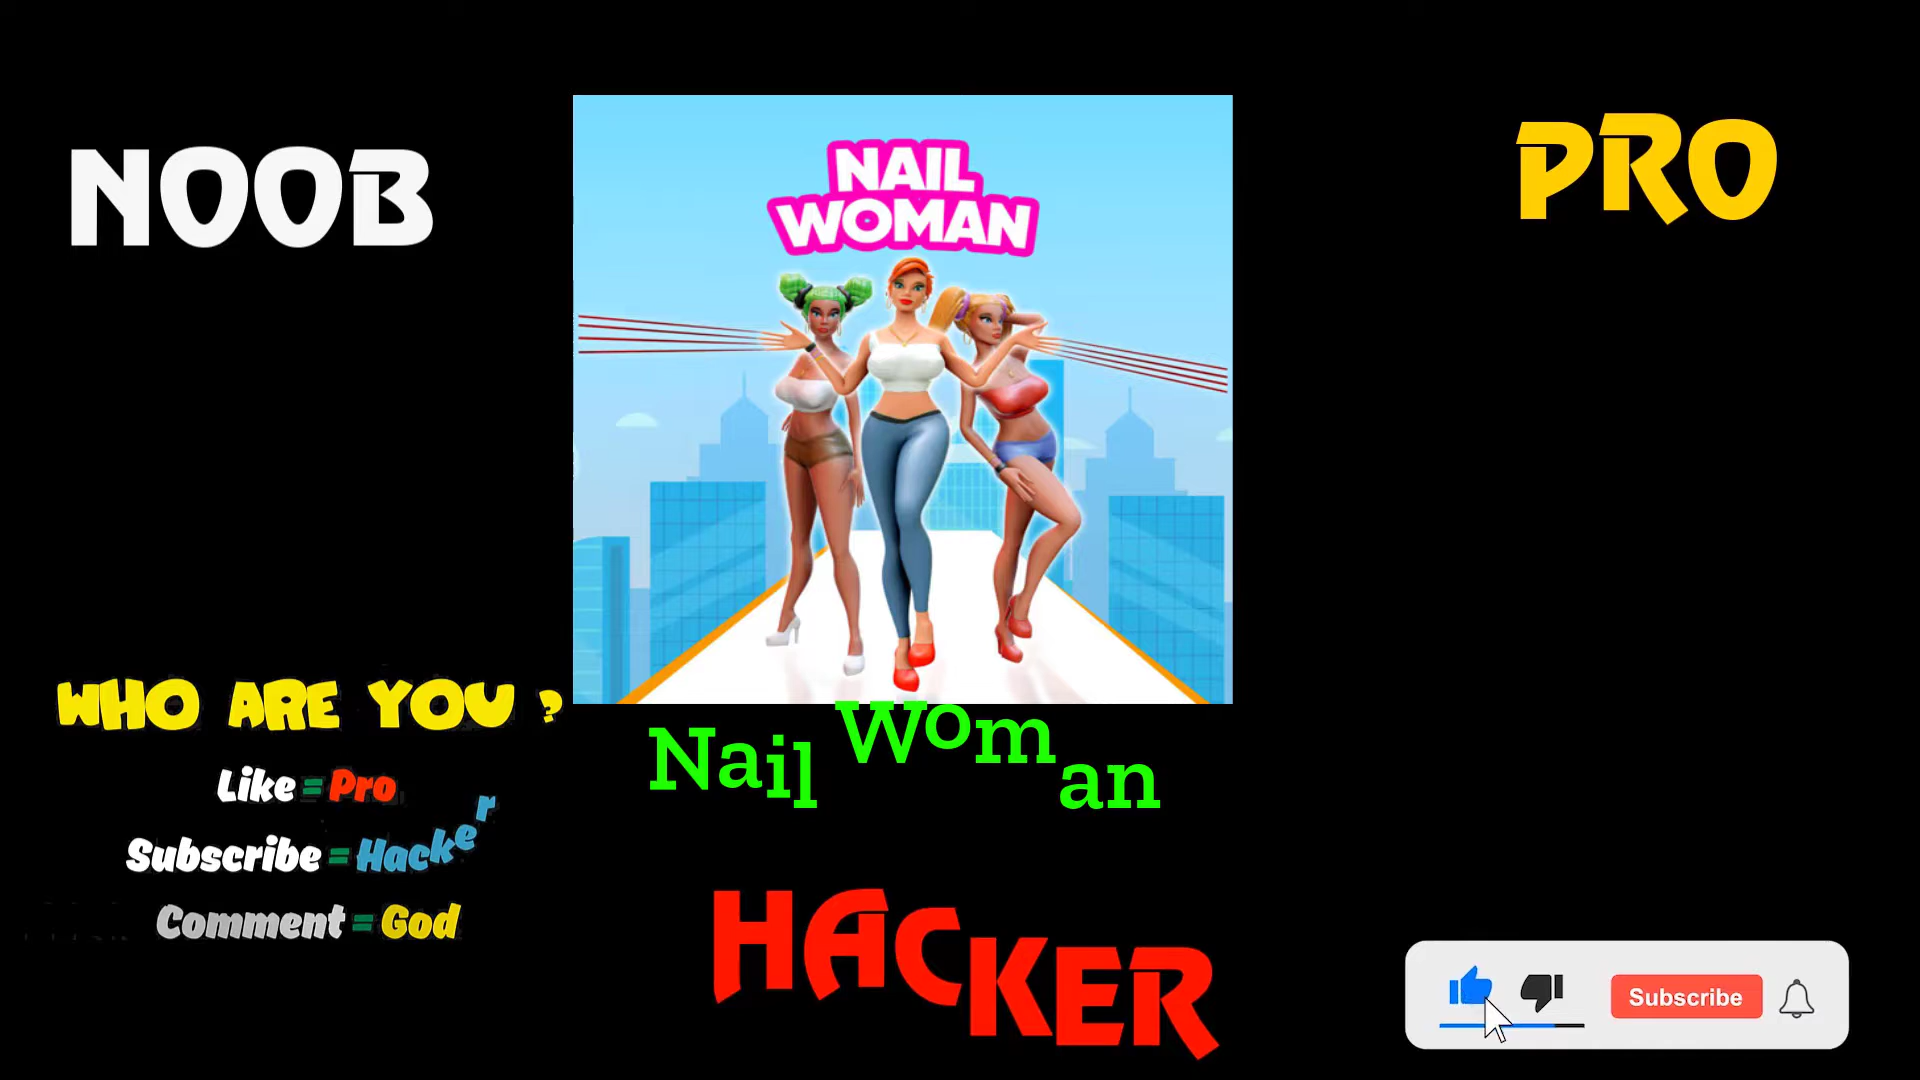 NOOB
PRO
NAIL
WOMAN
Nail Woman
WHO ARE YOU ?
Like = Pro
Subscribe = Hacker
Comment = God
HACKER
Subscribe